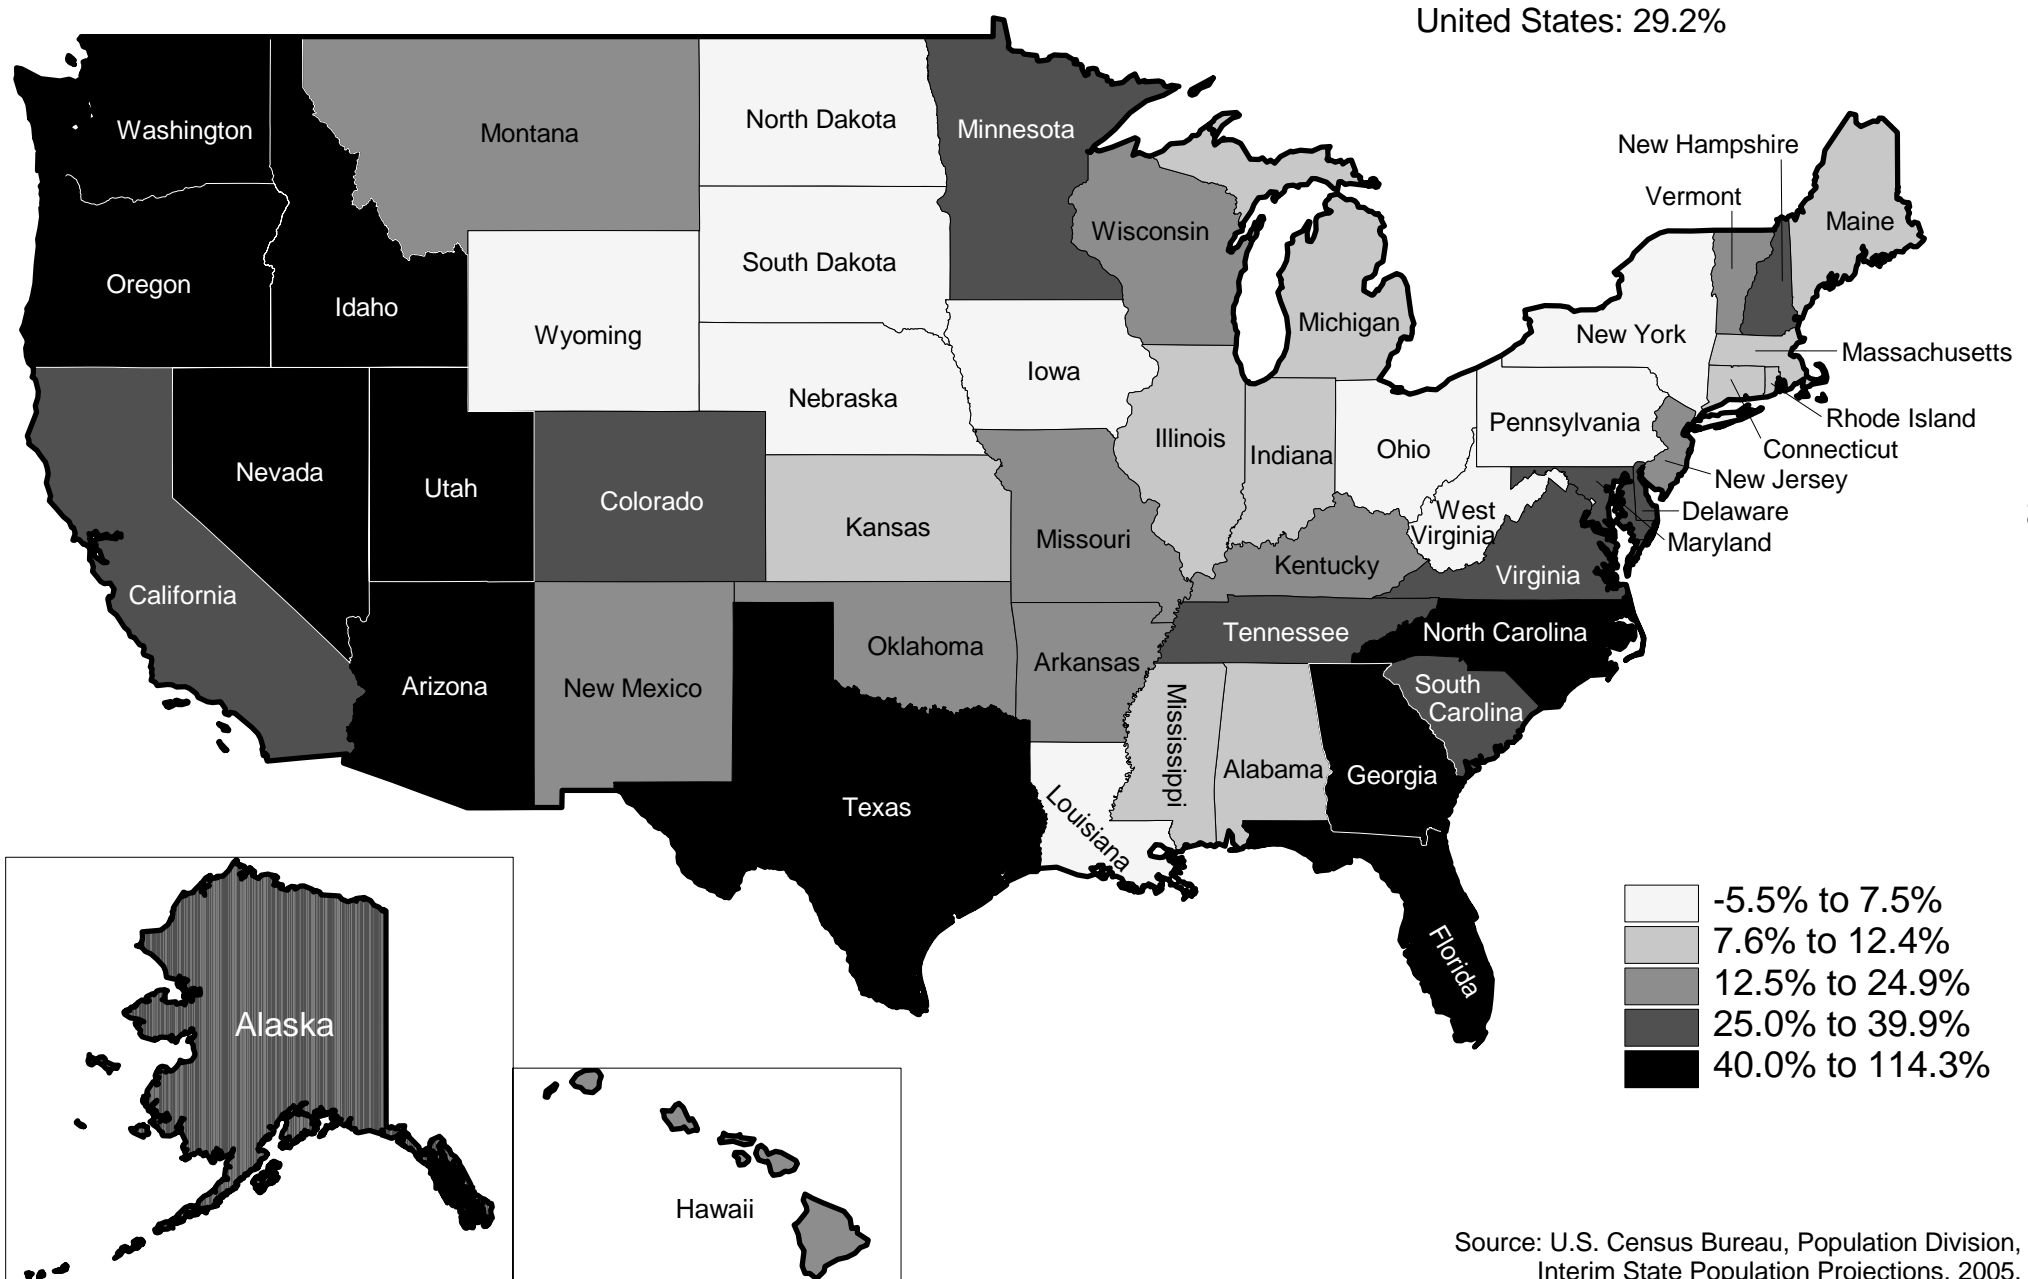 United States: 29.2%
Washington
Montana
North Dakota
Minnesota
New Hampshire
Vermont
Maine
Wisconsin
South Dakota
Oregon
Idaho
Wyoming
Michigan
New York
Massachusetts
Iowa
Nebraska
Rhode Island
Pennsylvania
Illinois
Indiana
Ohio
Connecticut
Nevada
Utah
Colorado
New Jersey
Kansas
Missouri
West
Virginia
Delaware
Maryland
Kentucky
Virginia
California
Tennessee
North Carolina
Oklahoma
Arkansas
Arizona
New Mexico
South
Carolina
Mississippi
Alabama
Georgia
Texas
Louisiana
Florida
-5.5% to 7.5%
7.6% to 12.4%
12.5% to 24.9%
25.0% to 39.9%
40.0% to 114.3%
Alaska
Hawaii
Source: U.S. Census Bureau, Population Division,
Interim State Population Projections, 2005.